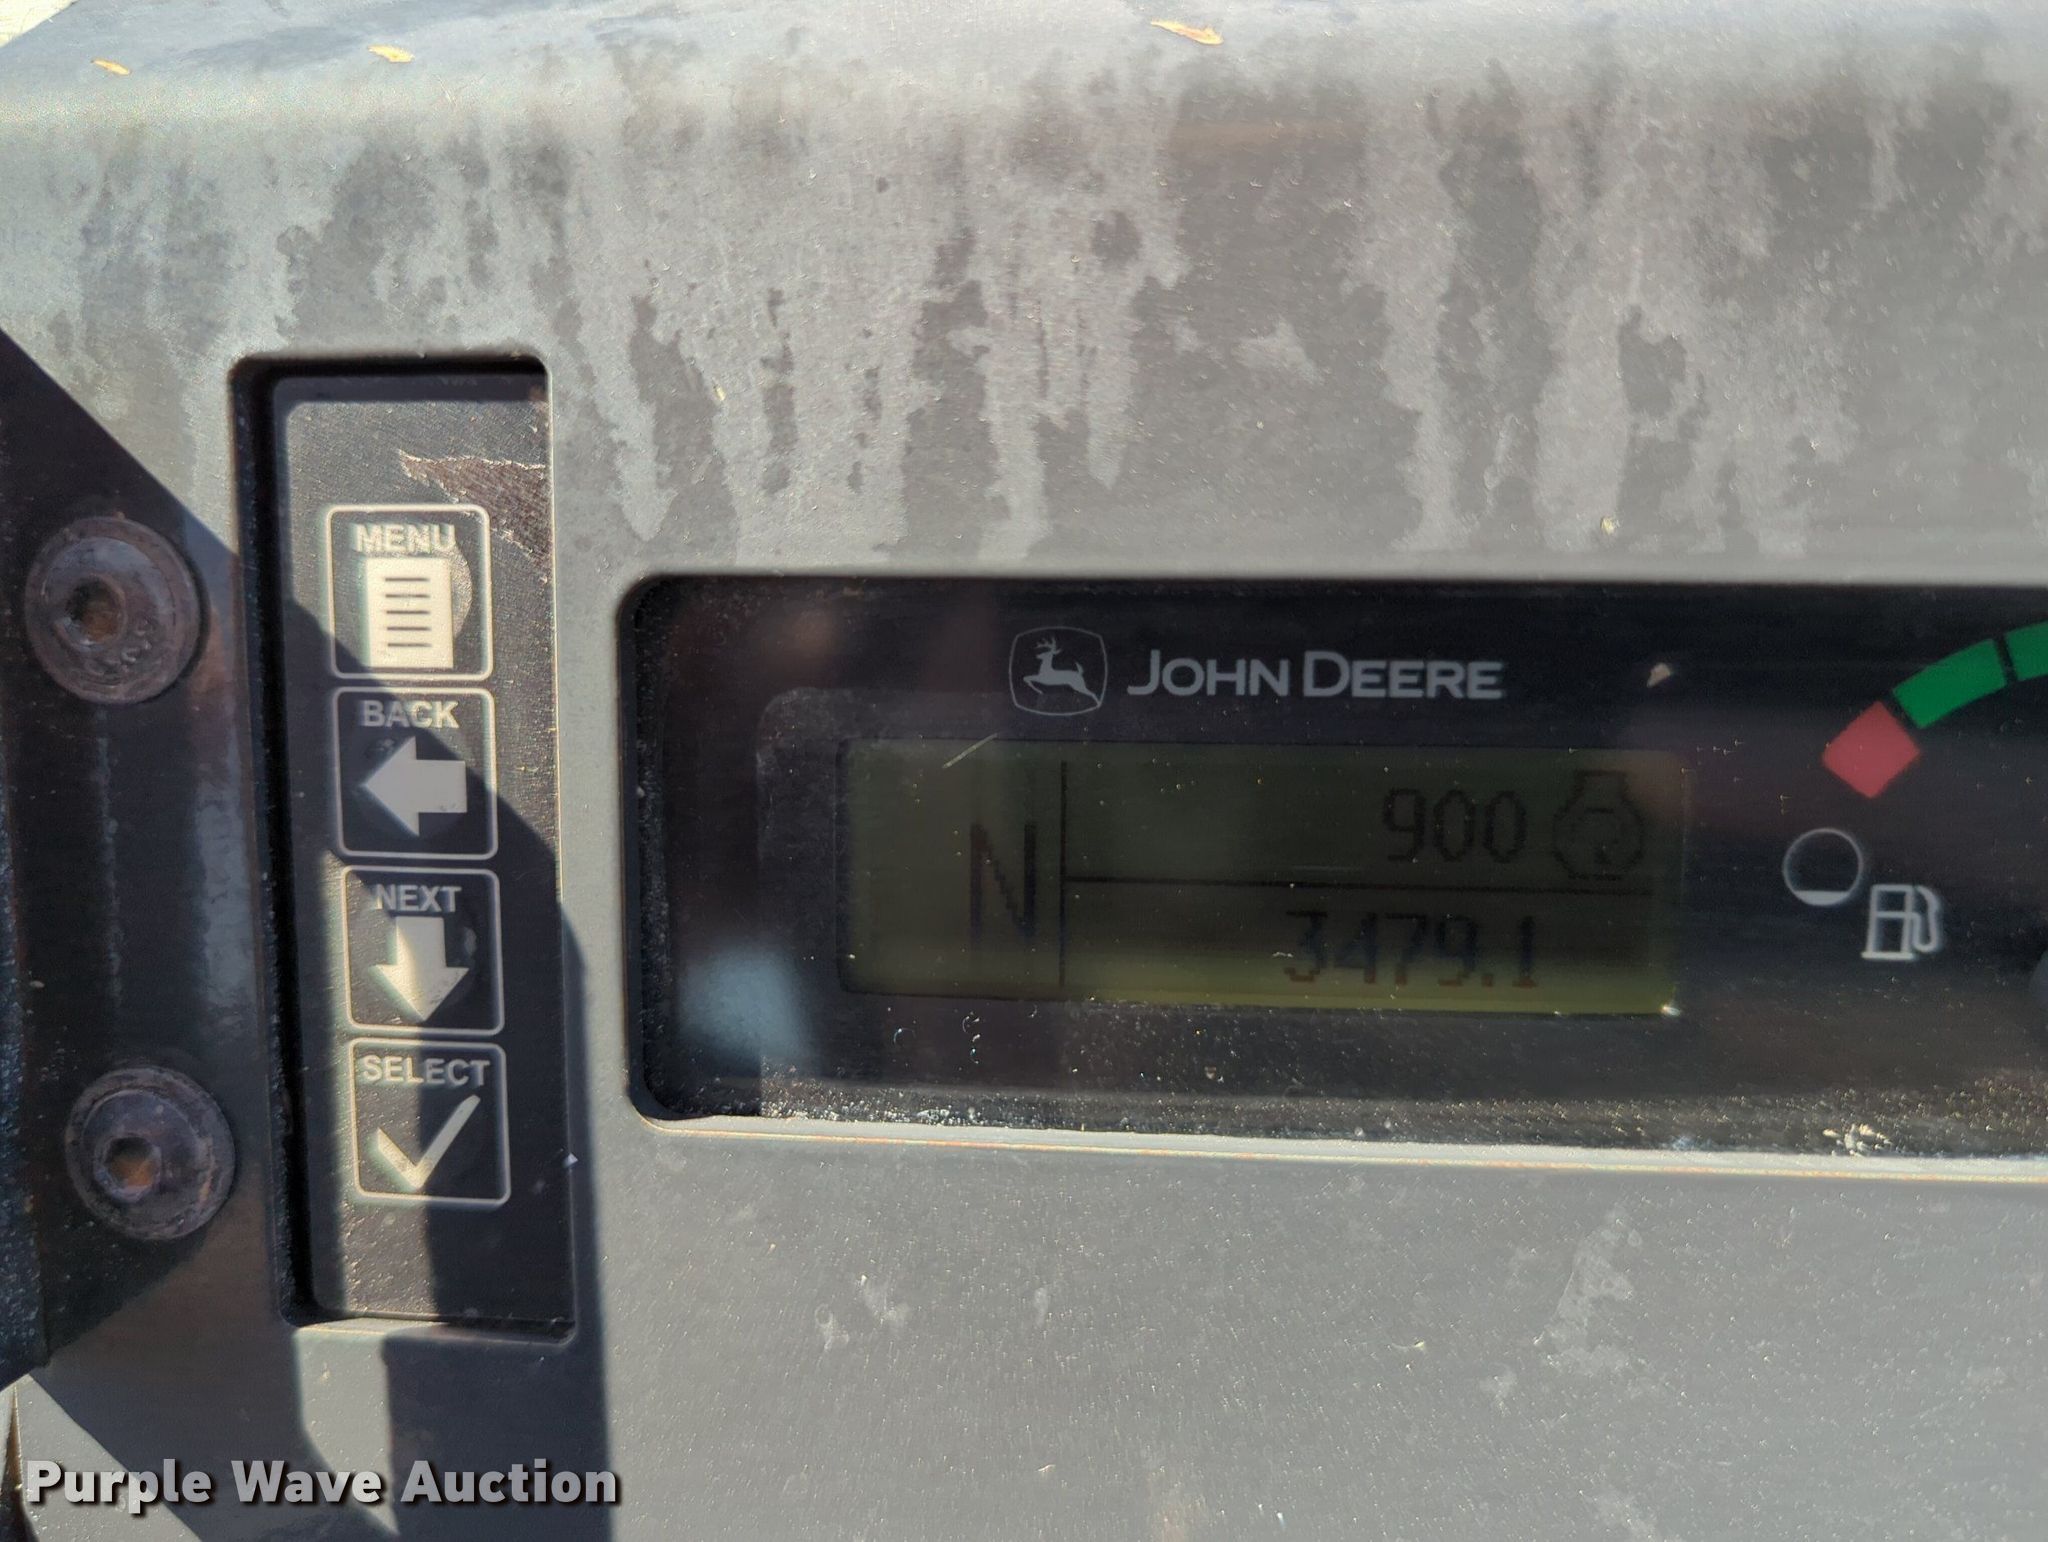 MENU
BACK
NEXT
SELECT
JOHN DEERE
N
900
3479.1
Purple Wave Auction